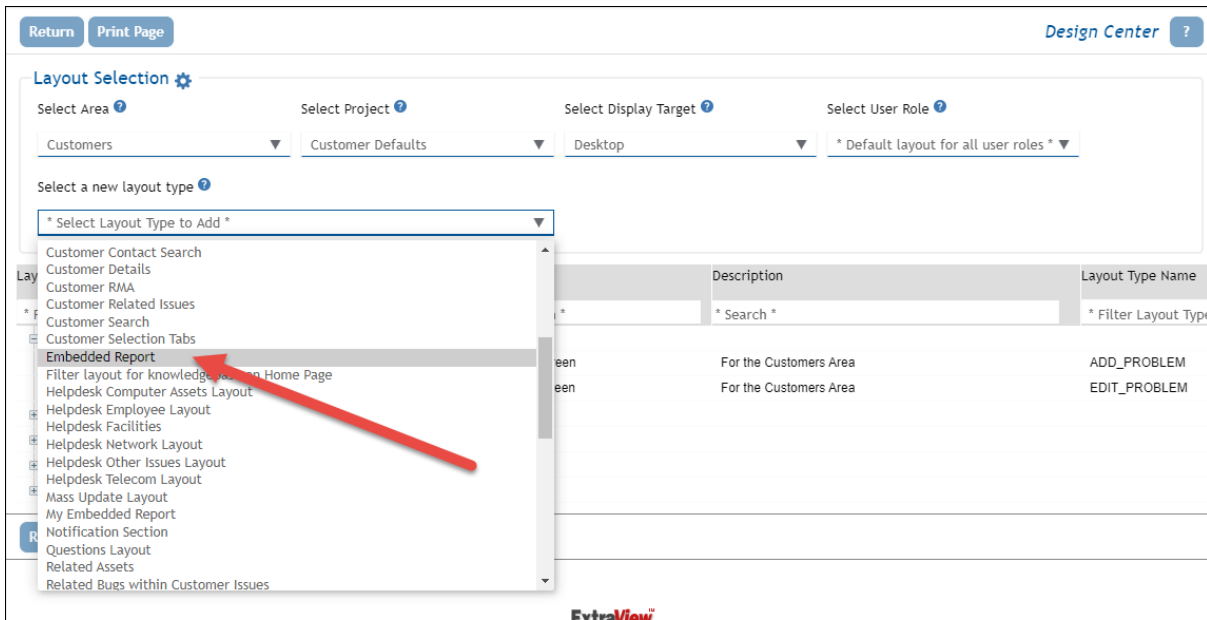 Return Print Page Design Center ?
Layout Selection
Select Area ? Select Project ? Select Display Target ? Select User Role ?
Customers Customer Defaults Desktop * Default layout for all user roles *
Select a new layout type ?
* Select Layout Type to Add *
Customer Contact Search
Customer Details
Lay Description Layout Type Name
Customer RMA
Customer Related Issues
* F * * Search * * Filter Layout Type
Customer Search
Customer Selection Tabs
Embedded Report
een For the Customers Area ADD_PROBLEM
Filter layout for knowledgebase on Home Page
Helpdesk Computer Assets Layout
een For the Customers Area EDIT_PROBLEM
Helpdesk Employee Layout
Helpdesk Facilities
Helpdesk Network Layout
Helpdesk Other Issues Layout
Helpdesk Telecom Layout
Mass Update Layout
My Embedded Report
Notification Section
R
Questions Layout
Related Assets
Related Bugs within Customer Issues
ExtraView